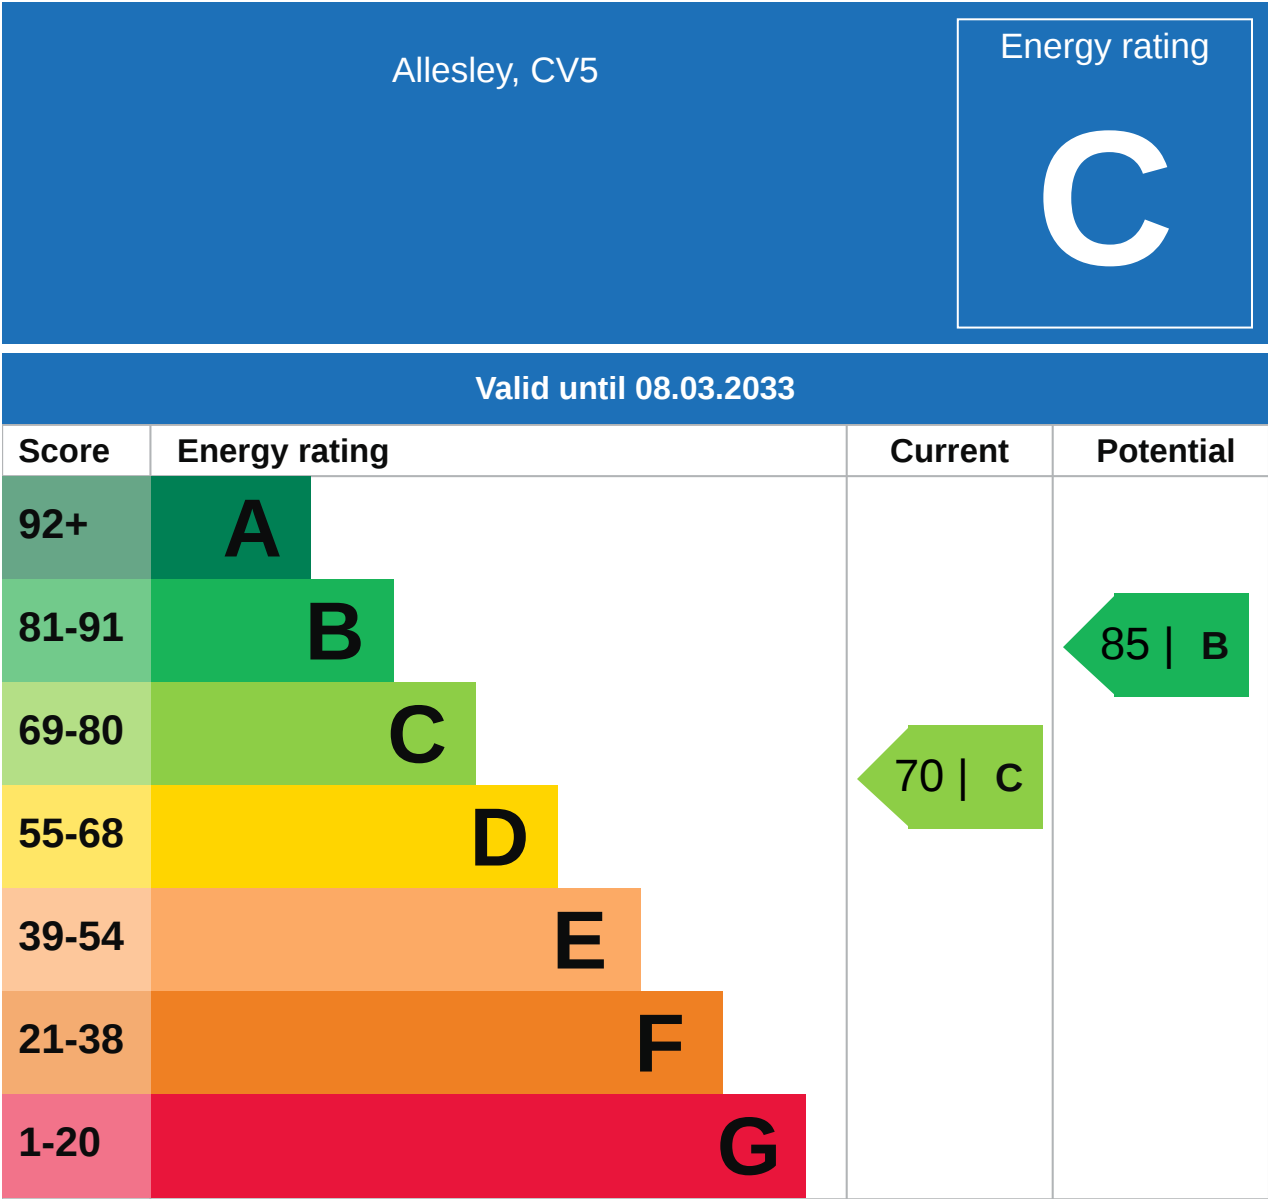 Allesley, CV5
Energy rating
C
Valid until 08.03.2033
Score Energy rating Current Potential
92+ A
81-91 B
85 | B
69-80 C
70 | C
55-68 D
39-54 E
21-38 F
1-20 G